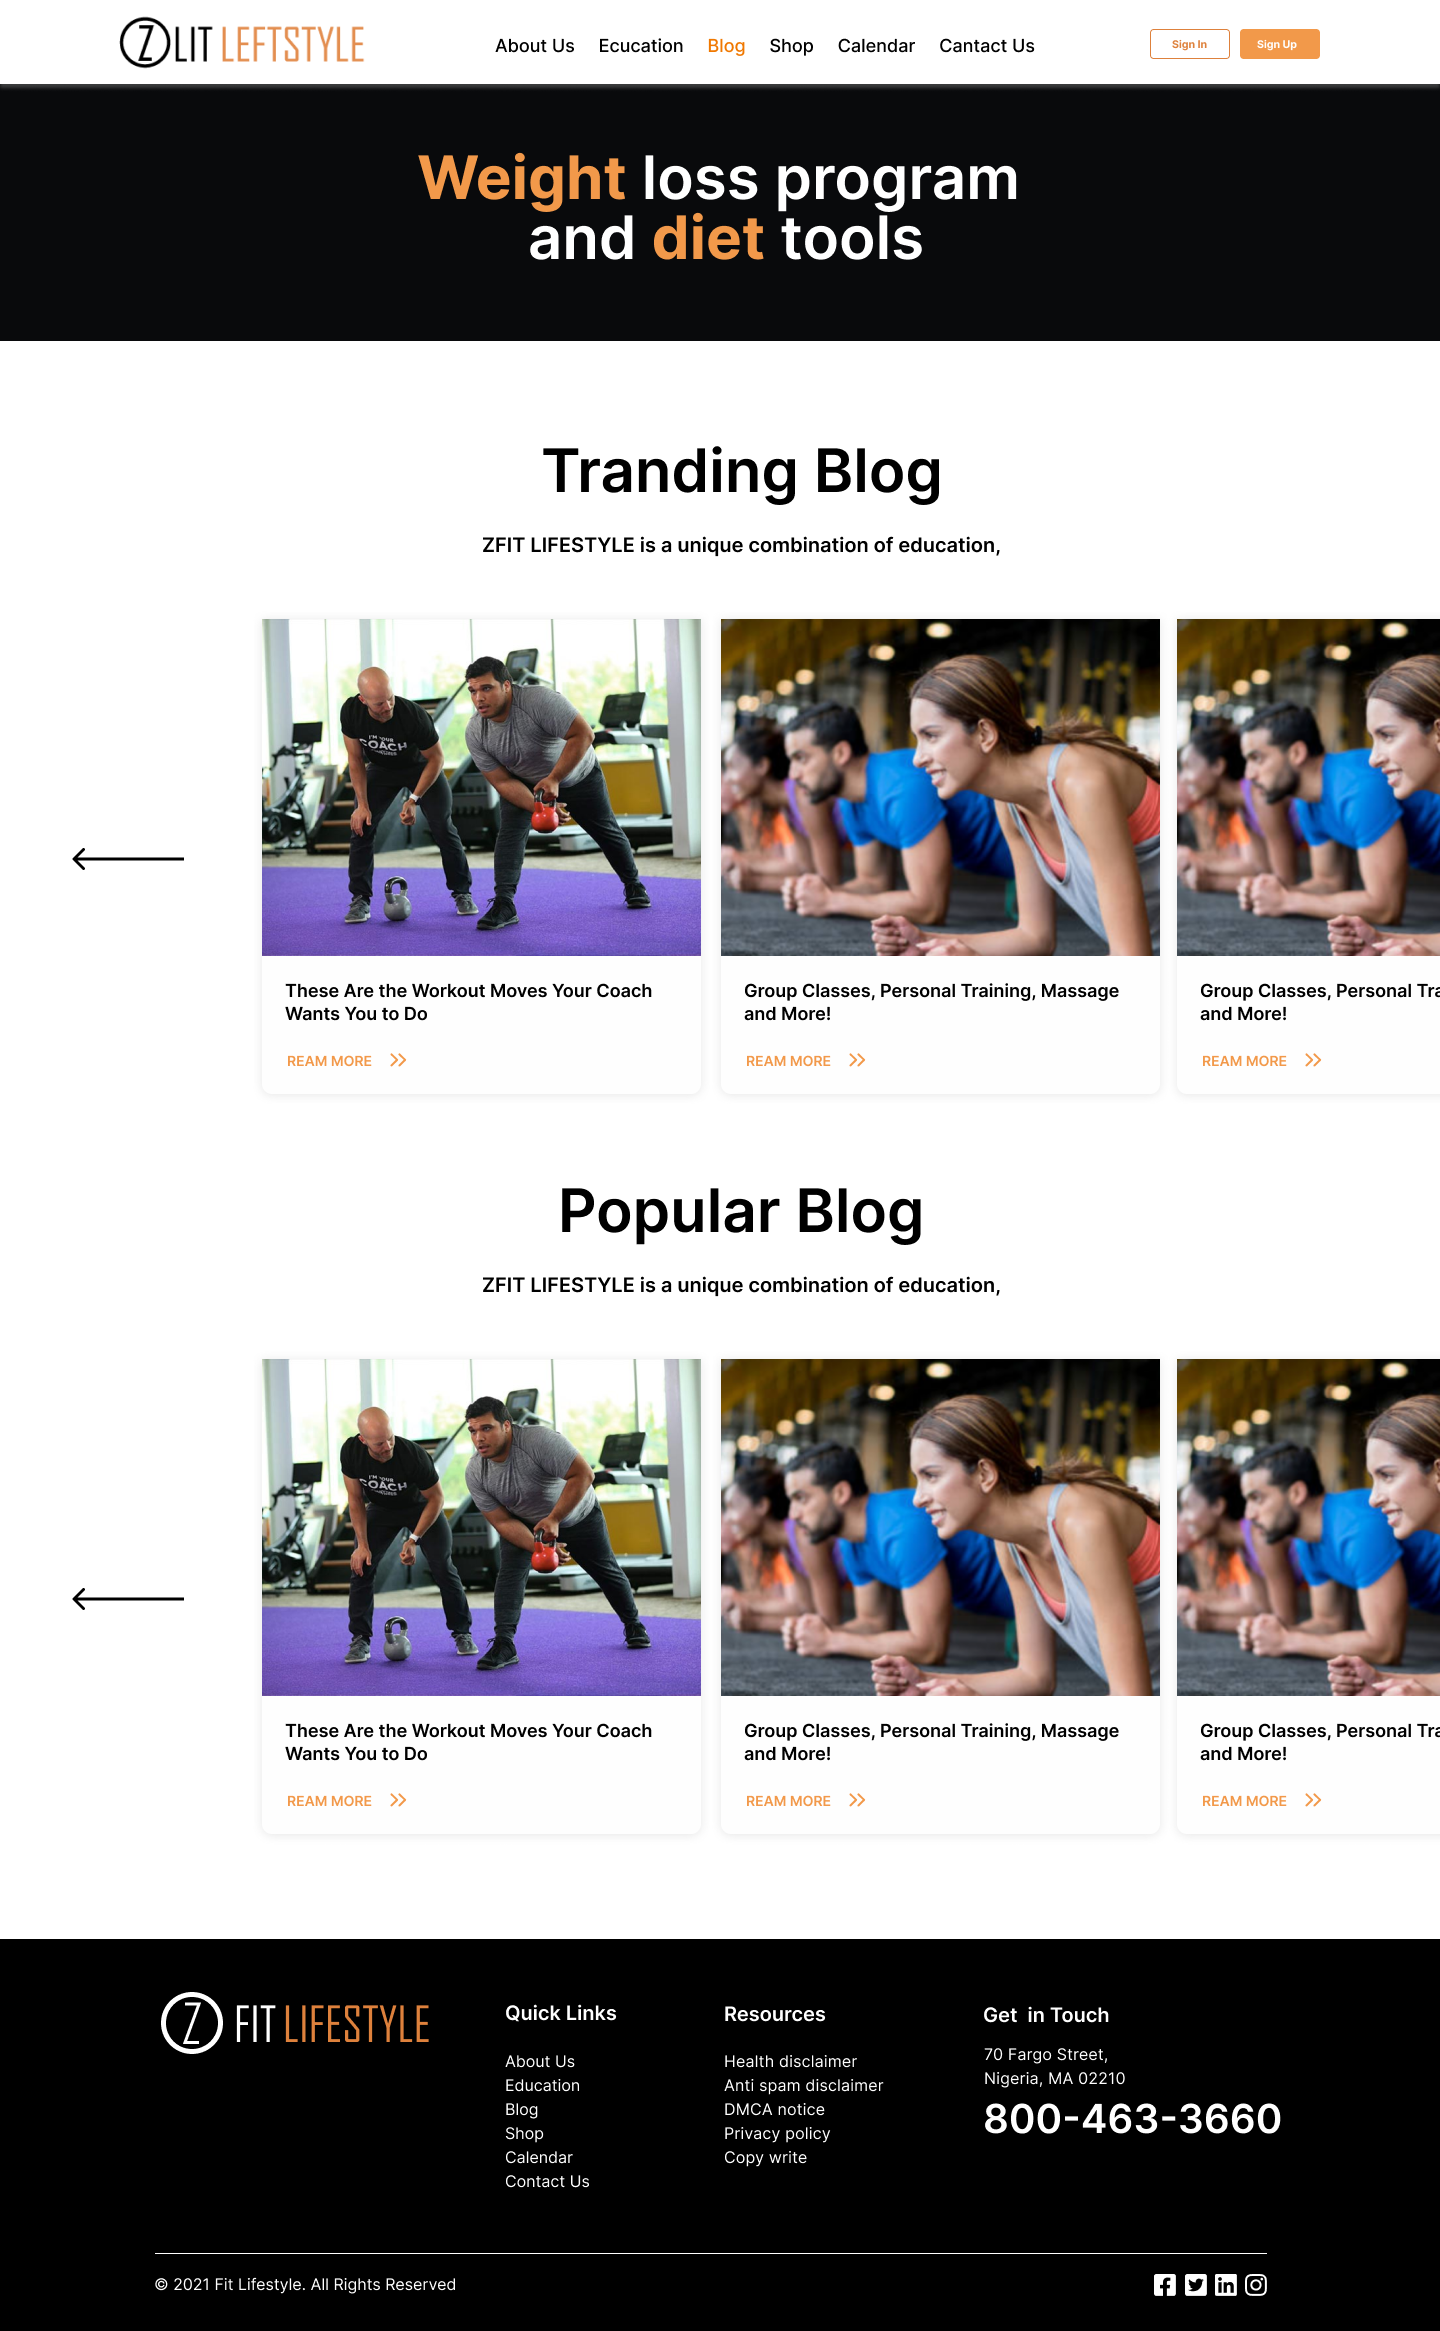 ZLIT LEFTSTYLE
About Us Ecucation Blog Shop Calendar Cantact Us
Sign In Sign Up
Weight loss program
and diet tools
Tranding Blog
ZFIT LIFESTYLE is a unique combination of education,
I'M YOUR
COACH
These Are the Workout Moves Your Coach
Wants You to Do
REAM MORE
Group Classes, Personal Training, Massage
and More!
REAM MORE
Group Classes, Personal Tra
and More!
REAM MORE
Popular Blog
ZFIT LIFESTYLE is a unique combination of education,
I'M YOUR
COACH
These Are the Workout Moves Your Coach
Wants You to Do
REAM MORE
Group Classes, Personal Training, Massage
and More!
REAM MORE
Group Classes, Personal Tra
and More!
REAM MORE
Z FIT LIFESTYLE
Quick Links
About Us
Education
Blog
Shop
Calendar
Contact Us
Resources
Health disclaimer
Anti spam disclaimer
DMCA notice
Privacy policy
Copy write
Get in Touch
70 Fargo Street,
Nigeria, MA 02210
800-463-3660
© 2021 Fit Lifestyle. All Rights Reserved